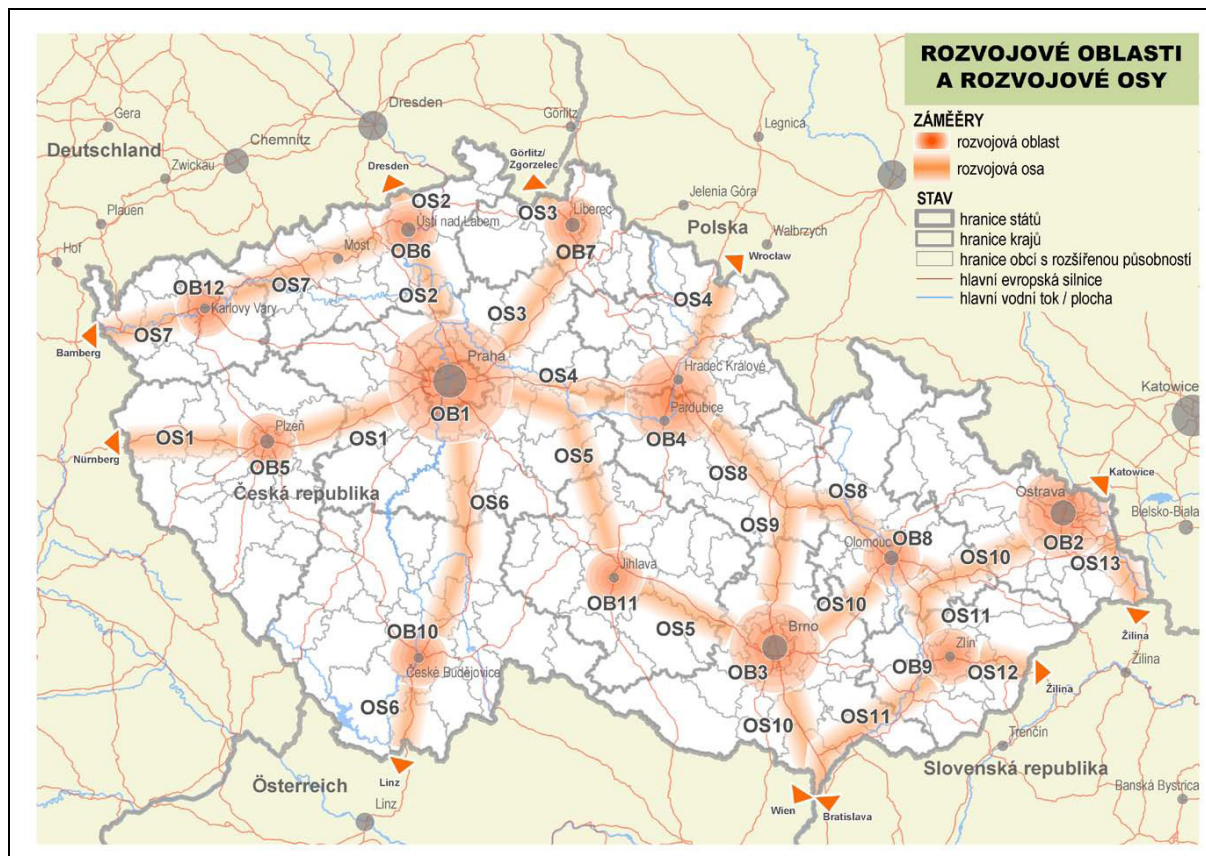 ROZVOJOVÉ OBLASTI
A ROZVOJOVÉ OSY
ZÁMĚĚRY
rozvojová oblast
rozvojová osa
STAV
hranice států
hranice krajů
hranice obcí s rozšířenou působností
hlavní evropská silnice
hlavní vodní tok / plocha
Dresden
Görlitz
Gera
Chemnitz
Legnica
Deutschland
Zwickau
Dresden
Görlitz/
Zgorzelec
Jelenia Góra
Plauen
OS2
OS3
Liberec
Polska
Ústí nad Labem
Wałbrzych
Hof
Most
OB6
OB7
Wrocław
OB12
OS7
OS2
OS4
Karlovy Vary
OS3
OS7
Bamberg
Praha
Hradec Králové
OS4
Katowice
OB1
Pardubice
Plzeň
OS1
OS1
OB4
Nürnberg
OB5
OS5
OS8
Katowice
Česká republika
OS8
Ostrava
OS6
Bielsko-Biala
OS9
OB8
OB2
Olomouc
OS10
OS13
Jihlava
OB11
OS10
OS11
OS5
Brno
Žilina
OB10
Zlín
Žilina
České Budějovice
OB3
OB9
OS12
Žilina
OS6
OS11
OS10
Trenčín
Slovenská republika
Österreich
Linz
Banská Bystrica
Linz
Wien
Bratislava